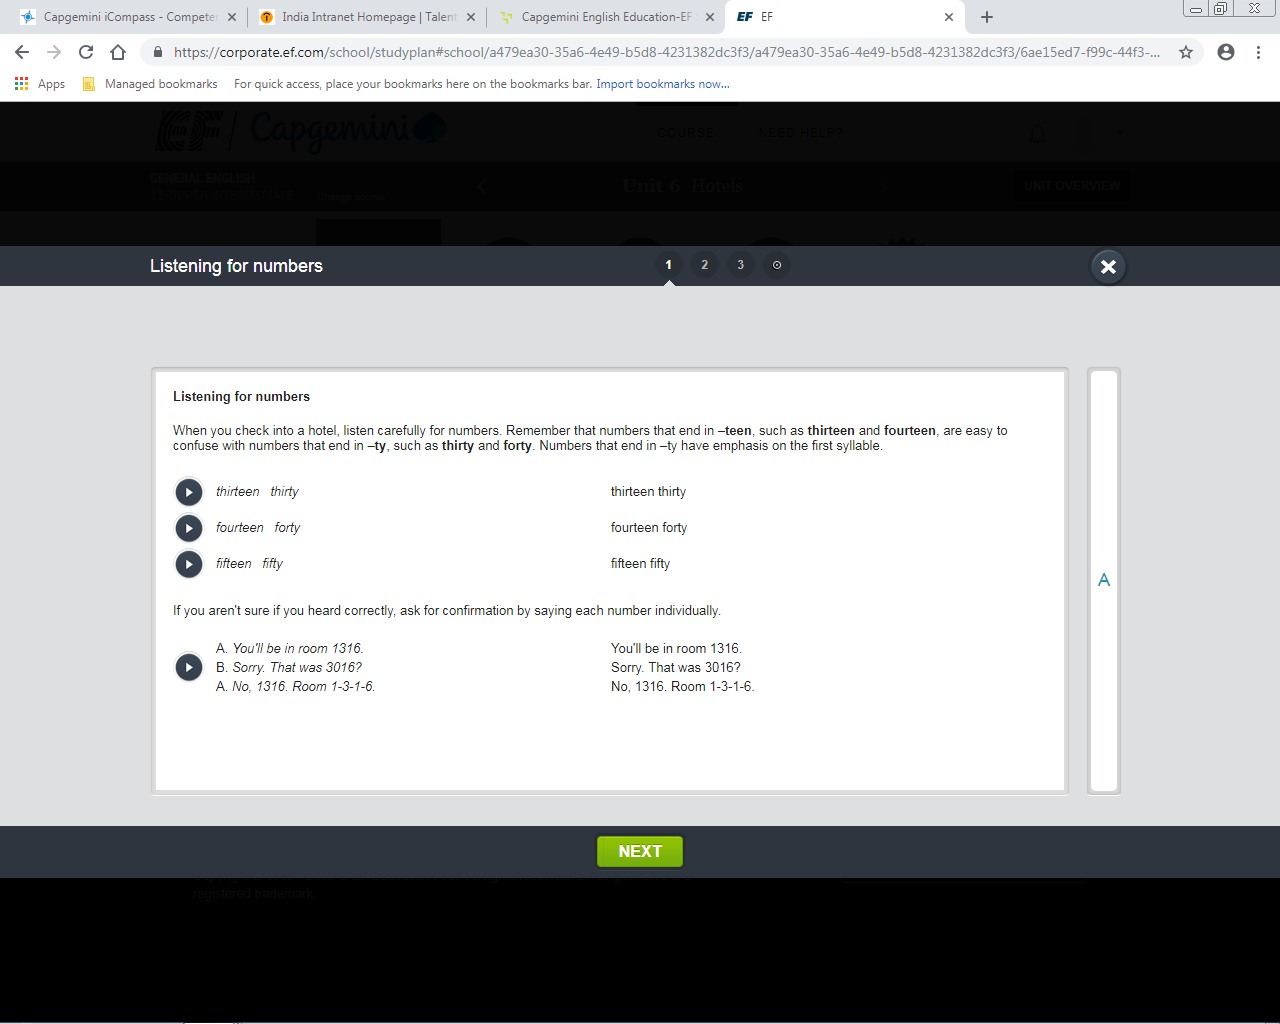 Capgemini iCompass - Competen
India Intranet Homepage | Talent
Capgemini English Education-EF
EF EF
https://corporate.ef.com/school/studyplan#school/a479ea30-35a6-4e49-b5d8-4231382dc3f3/a479ea30-35a6-4e49-b5d8-4231382dc3f3/6ae15ed7-f99c-44f3-...
Apps Managed bookmarks For quick access, place your bookmarks here on the bookmarks bar. Import bookmarks now...
EF Capgemini COURSE NEED HELP?
GENERAL ENGLISH
Unit 6 Hotels UNIT OVERVIEW
Change course
Listening for numbers 1 2 3
Listening for numbers
When you check into a hotel, listen carefully for numbers. Remember that numbers that end in –teen, such as thirteen and fourteen, are easy to
confuse with numbers that end in –ty, such as thirty and forty. Numbers that end in –ty have emphasis on the first syllable.
thirteen thirty thirteen thirty
fourteen forty fourteen forty
fifteen fifty fifteen fifty
A
If you aren't sure if you heard correctly, ask for confirmation by saying each number individually.
A. You'll be in room 1316. You'll be in room 1316.
B. Sorry. That was 3016? Sorry. That was 3016?
A. No, 1316. Room 1-3-1-6. No, 1316. Room 1-3-1-6.
NEXT
registered trademark